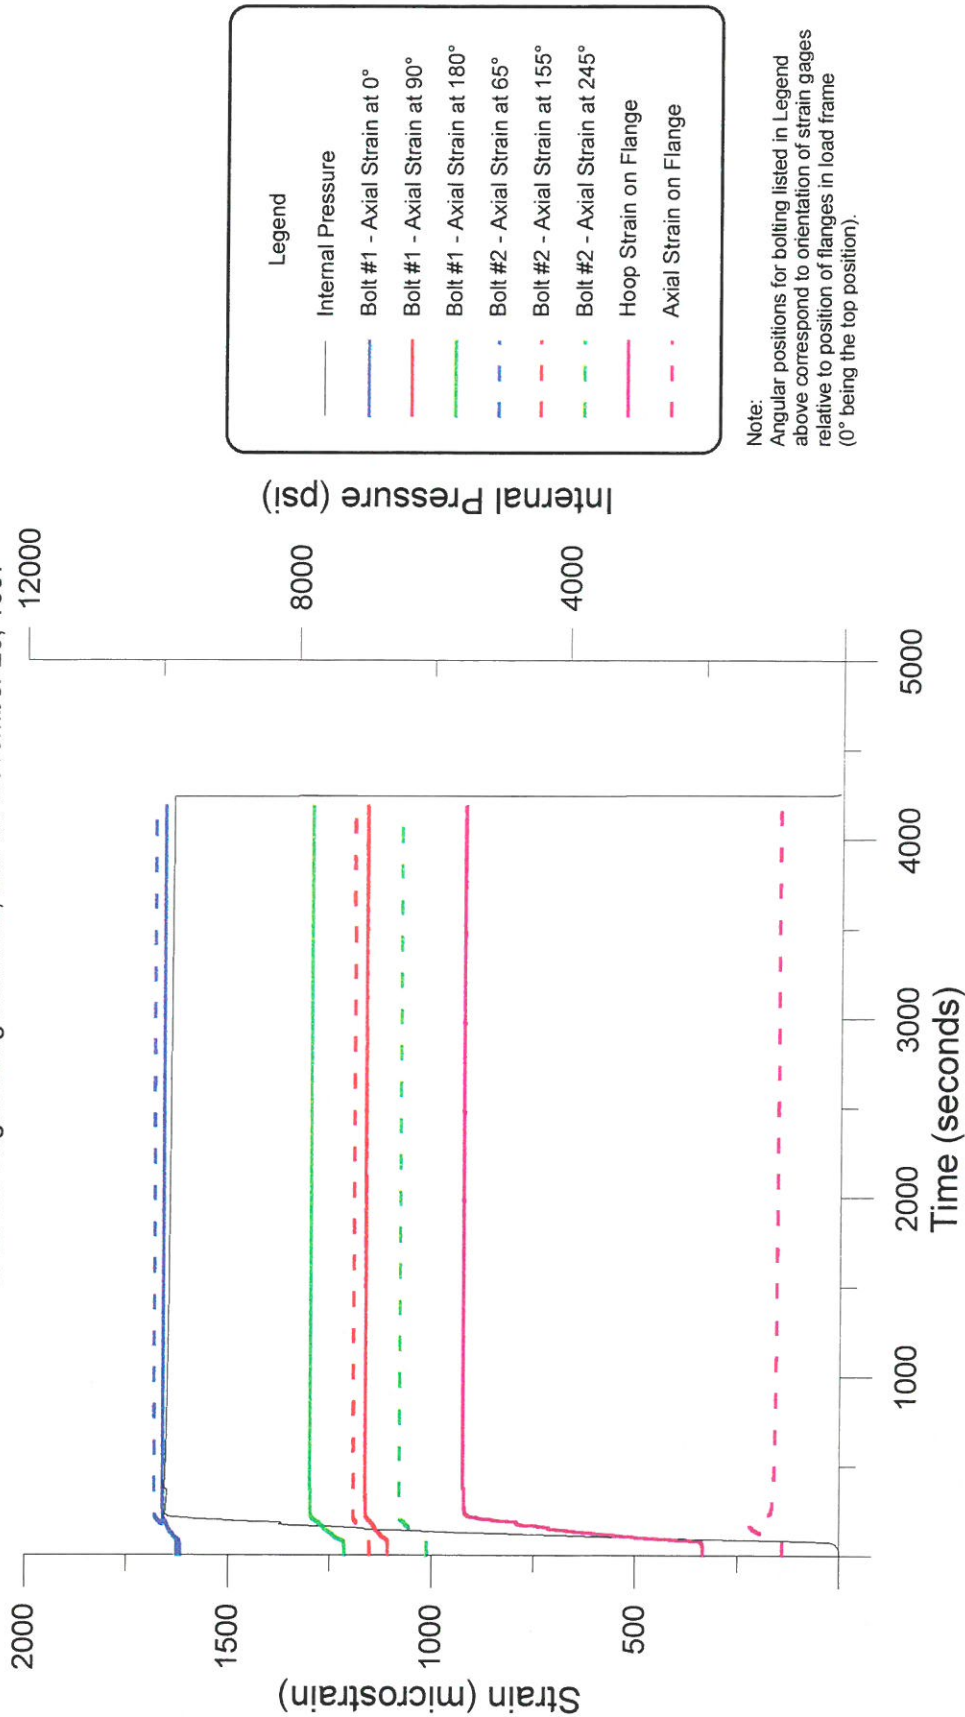 12000
8000
4000
Internal Pressure (psi)
2000
1500
1000
500
Strain (microstrain)
1000
2000
3000
4000
5000
Time (seconds)
Legend
Internal Pressure
Bolt #1 - Axial Strain at 0°
Bolt #1 - Axial Strain at 90°
Bolt #1 - Axial Strain at 180°
Bolt #2 - Axial Strain at 65°
Bolt #2 - Axial Strain at 155°
Bolt #2 - Axial Strain at 245°
Hoop Strain on Flange
Axial Strain on Flange
Note:
Angular positions for bolting listed in Legend
above correspond to orientation of strain gages
relative to position of flanges in load frame
(0° being the top position).